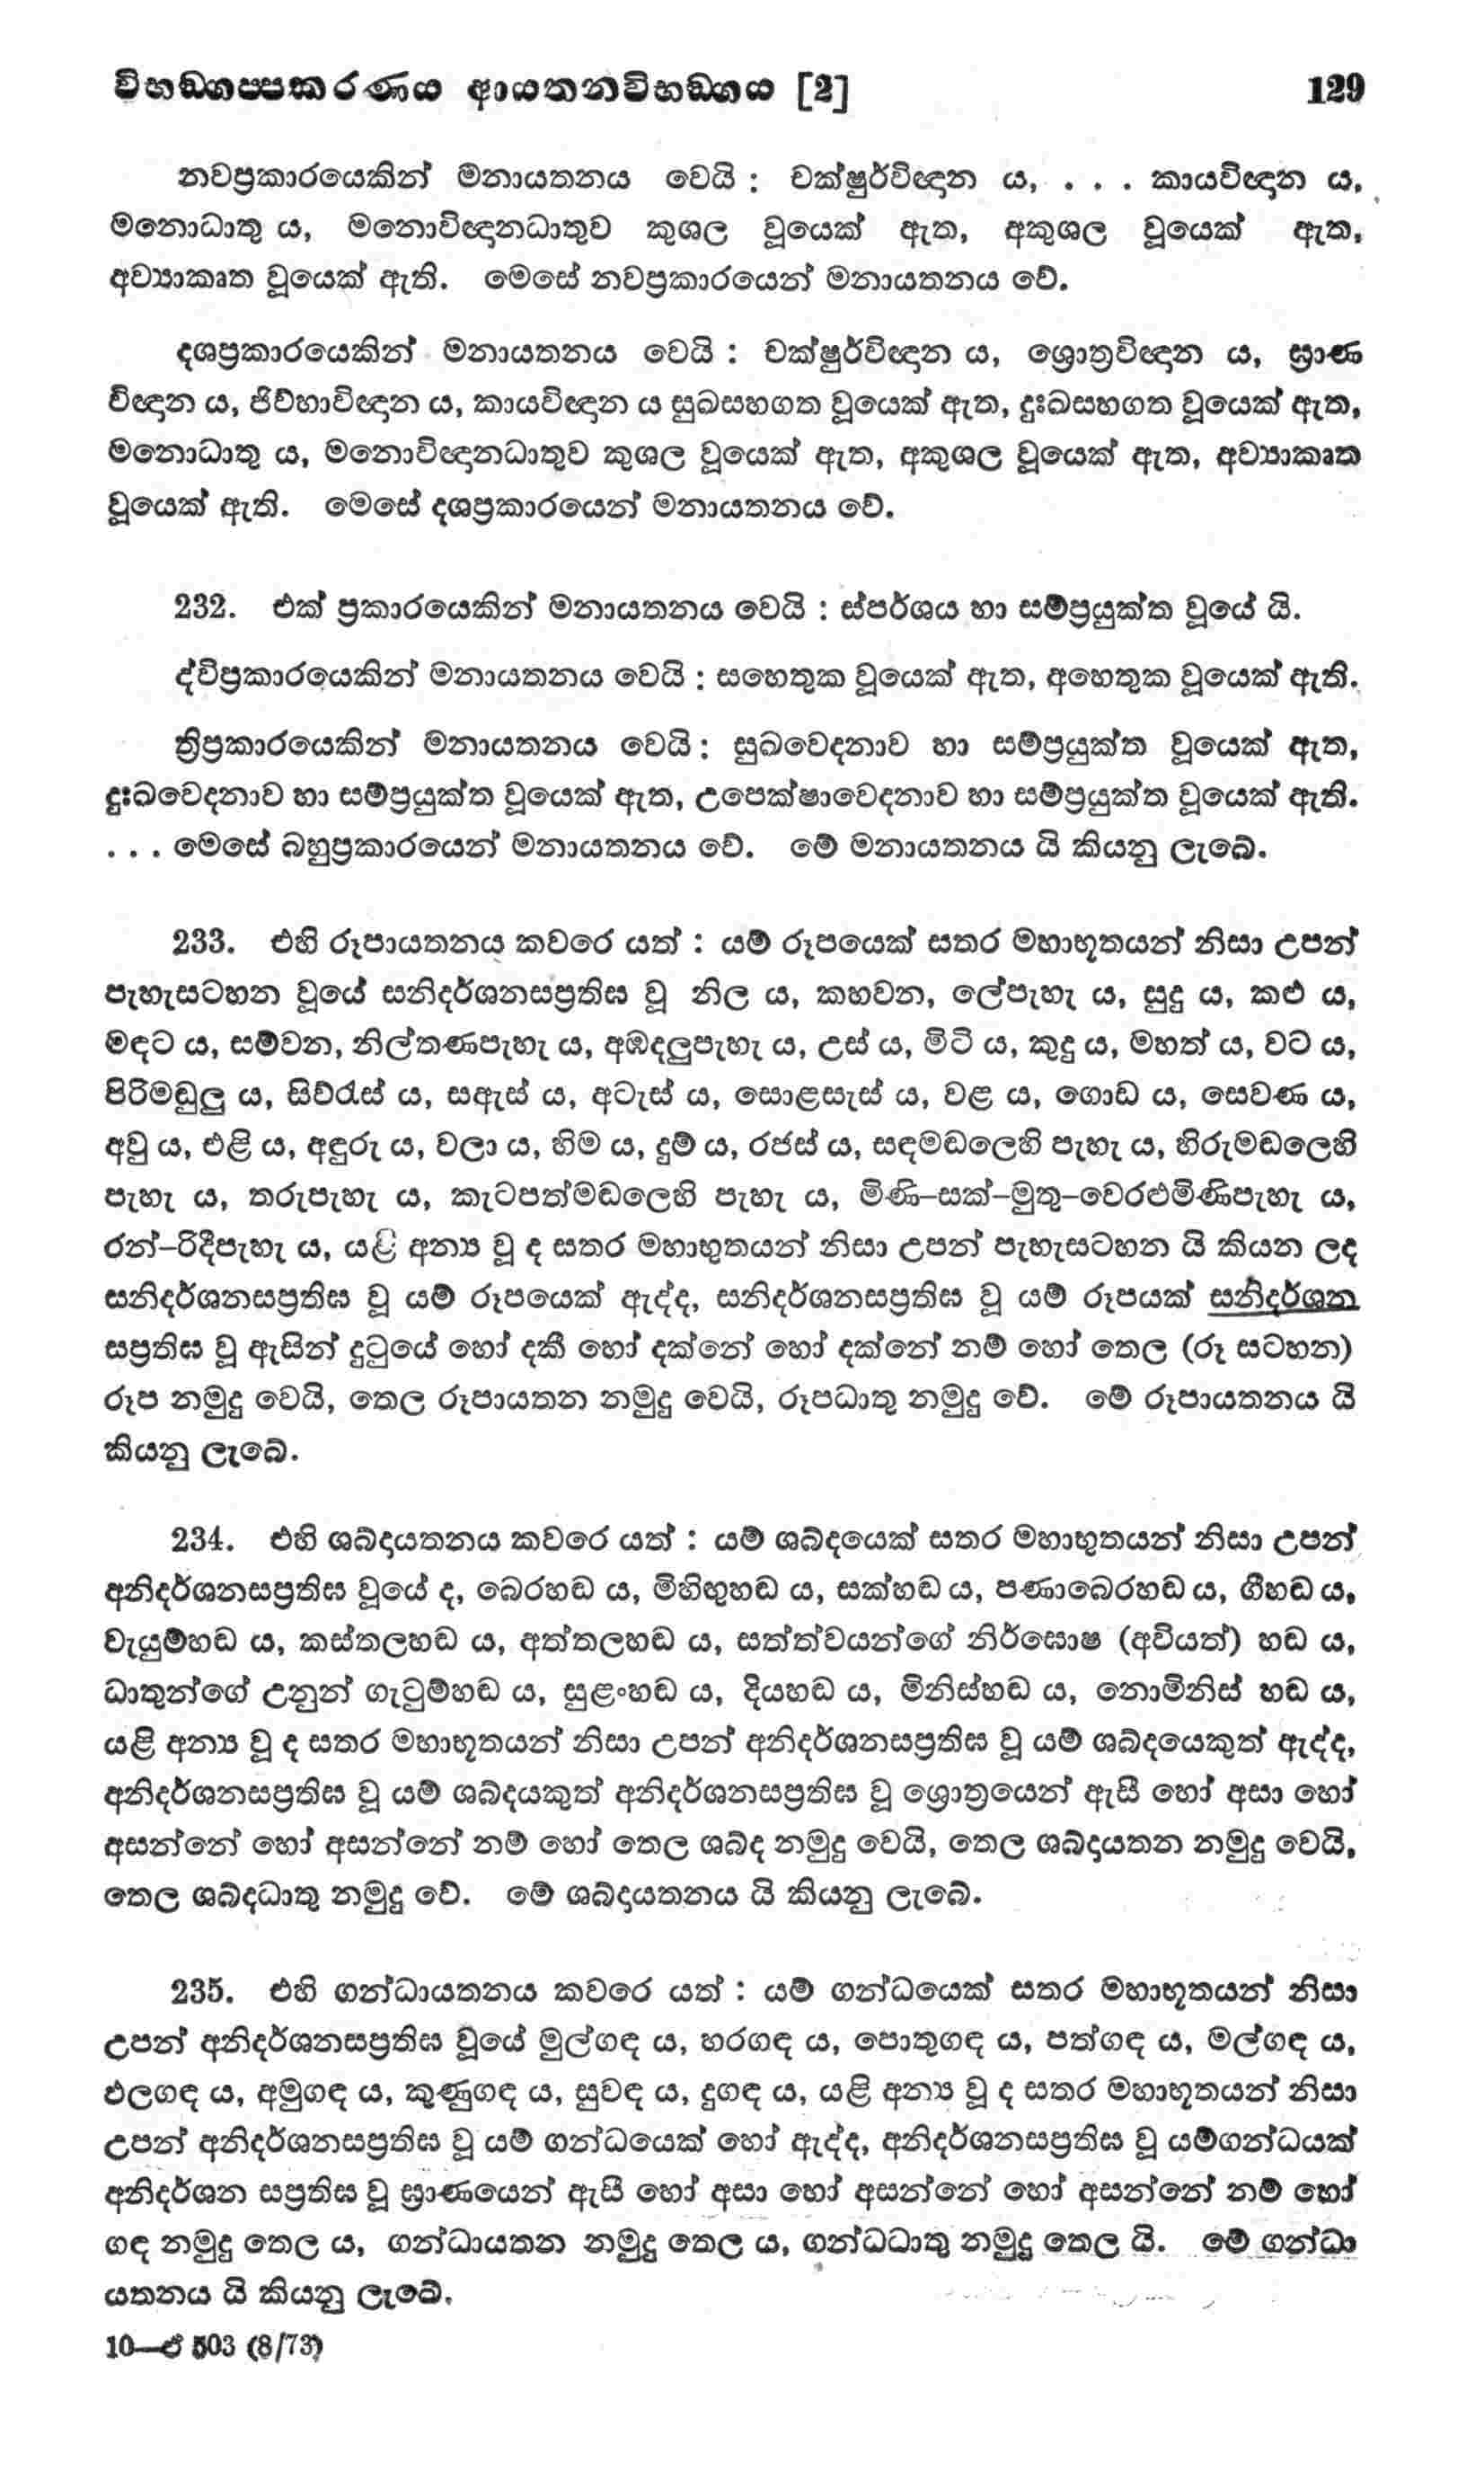 විභඞ්ගප්පකරණය ආයතනවිභඞ්ගය [2] 129
නවප්‍රකාරයෙකින් මනායතනය වෙයි : චක්ෂුර්විඥාන ය, . . . කායවිඥාන ය,
මනොධාතු ය, මනොවිඥානධාතුව කුශල වූයෙක් ඇත, අකුශල වූයෙක් ඇත,
අව්‍යාකෘත වූයෙක් ඇති. මෙසේ නවප්‍රකාරයෙන් මනායතනය වේ.
දශප්‍රකාරයෙකින් මනායතනය වෙයි : චක්ෂුර්විඥාන ය, ශ්‍රොත්‍රවිඥාන ය, ඝ්‍රාණ
විඥාන ය, ජිව්හාවිඥාන ය, කායවිඥාන ය සුඛසහගත වූයෙක් ඇත, දුඃඛසහගත වූයෙක් ඇත,
මනොධාතු ය, මනොවිඥානධාතුව කුශල වූයෙක් ඇත, අකුශල වූයෙක් ඇත, අව්‍යාකෘත
වූයෙක් ඇති. මෙසේ දශප්‍රකාරයෙන් මනායතනය වේ.
232. එක් ප්‍රකාරයෙකින් මනායතනය වෙයි : ස්පර්ශය හා සම්ප්‍රයුක්ත වූයේ යි.
ද්විප්‍රකාරයෙකින් මනායතනය වෙයි : සහෙතුක වූයෙක් ඇත, අහෙතුක වූයෙක් ඇති.
ත්‍රිප්‍රකාරයෙකින් මනායතනය වෙයි : සුඛවෙදනාව හා සම්ප්‍රයුක්ත වූයෙක් ඇත,
දුඃඛවෙදනාව හා සම්ප්‍රයුක්ත වූයෙක් ඇත, උපෙක්ෂාවෙදනාව හා සම්ප්‍රයුක්ත වූයෙක් ඇති.
. . . මෙසේ බහුප්‍රකාරයෙන් මනායතනය වේ. මේ මනායතනය යි කියනු ලැබේ.
233. එහි රූපායතනය කවරෙ යත් : යම් රූපයෙක් සතර මහාභූතයන් නිසා උපන්
පැහැසටහන වූයේ සනිදර්ශනසප්‍රතිඝ වූ නිල ය, කහවන, ලේපැහැ ය, සුදු ය, කළු ය,
මඳට ය, සම්වන, නිල්තණපැහැ ය, අඹදලුපැහැ ය, උස් ය, මිටි ය, කුදු ය, මහත් ය, වට ය,
පිරිමඬුලු ය, සිව්රැස් ය, සඇස් ය, අටැස් ය, සොළසැස් ය, වළ ය, ගොඩ ය, සෙවණ ය,
අවු ය, එළි ය, අඳුරු ය, වලා ය, හිම ය, දුම් ය, රජස් ය, සඳමඬලෙහි පැහැ ය, හිරුමඬලෙහි
පැහැ ය, තරුපැහැ ය, කැටපත්මඬලෙහි පැහැ ය, මිණි–සක්–මුතු–වෙරළුමිණිපැහැ ය,
රන්–රිදීපැහැ ය, යළි අන්‍ය වූ ද සතර මහාභුතයන් නිසා උපන් පැහැසටහන යි කියන ලද
සනිදර්ශනසප්‍රතිඝ වූ යම් රූපයෙක් ඇද්ද, සනිදර්ශනසප්‍රතිඝ වූ යම් රූපයක් සනිදර්ශන
සප්‍රතිඝ වූ ඇසින් දුටුයේ හෝ දකී හෝ දක්නේ හෝ දක්නේ නම් හෝ තෙල (රූ සටහන)
රූප නමුදු වෙයි, තෙල රූපායතන නමුදු වෙයි, රූපධාතු නමුදු වේ. මේ රූපායතනය යි
කියනු ලැබේ.
234. එහි ශබ්දයතනය කවරෙ යත් : යම් ශබ්දයෙක් සතර මහාභුතයන් නිසා උපන්
අනිදර්ශනසප්‍රතිඝ වූයේ ද, බෙරහඬ ය, මිහිඟුහඬ ය, සක්හඬ ය, පණාබෙරහඬ ය, ගීහඬ ය,
වැයුම්හඬ ය, කස්තලහඬ ය, අත්තලහඬ ය, සත්ත්වයන්ගේ නිර්ඝොෂ (අවියත්) හඬ ය,
ධාතුන්ගේ උනුන් ගැටුම්හඬ ය, සුළංහඬ ය, දියහඬ ය, මිනිස්හඬ ය, නොමිනිස් හඬ ය,
යළි අන්‍ය වූ ද සතර මහාභූතයන් නිසා උපන් අනිදර්ශනසප්‍රතිඝ වූ යම් ශබ්දයෙකුත් ඇද්ද,
අනිදර්ශනසප්‍රතිඝ වූ යම් ශබ්දයකුත් අනිදර්ශනසප්‍රතිඝ වූ ශ්‍රොත්‍රයෙන් ඇසී හෝ අසා හෝ
අසන්නේ හෝ අසන්නේ නම් හෝ තෙල ශබ්ද නමුදු වෙයි, තෙල ශබ්දායතන නමුදු වෙයි,
තෙල ශබ්දධාතු නමුදු වේ. මේ ශබ්දායතනය යි කියනු ලැබේ.
235. එහි ගන්ධායතනය කවරෙ යත් : යම් ගන්ධයෙක් සතර මහාභූතයන් නිසා
උපන් අනිදර්ශනසප්‍රතිඝ වූයේ මුල්ගඳ ය, හරගඳ ය, පොතුගඳ ය, පත්ගඳ ය, මල්ගඳ ය,
ඵලගඳ ය, අමුගඳ ය, කුණුගඳ ය, සුවඳ ය, දුගඳ ය, යළි අන්‍ය වූ ද සතර මහාභූතයන් නිසා
උපන් අනිදර්ශනසප්‍රතිඝ වූ යම් ගන්ධයෙක් හෝ ඇද්ද, අනිදර්ශනසප්‍රතිඝ වූ යම්ගන්ධයක්
අනිදර්ශන සප්‍රතිඝ වූ ඝ්‍රාණයෙන් ඇසී හෝ අසා හෝ අසන්නේ හෝ අසන්නේ නම් හෝ
ගඳ නමුදු තෙල ය, ගන්ධායතන නමුදු තෙල ය, ගන්ධධාතු නමුදු තෙල යි. මේ ගන්ධා
යතනය යි කියනු ලැබේ.
10—ඒ 503 (8/73)